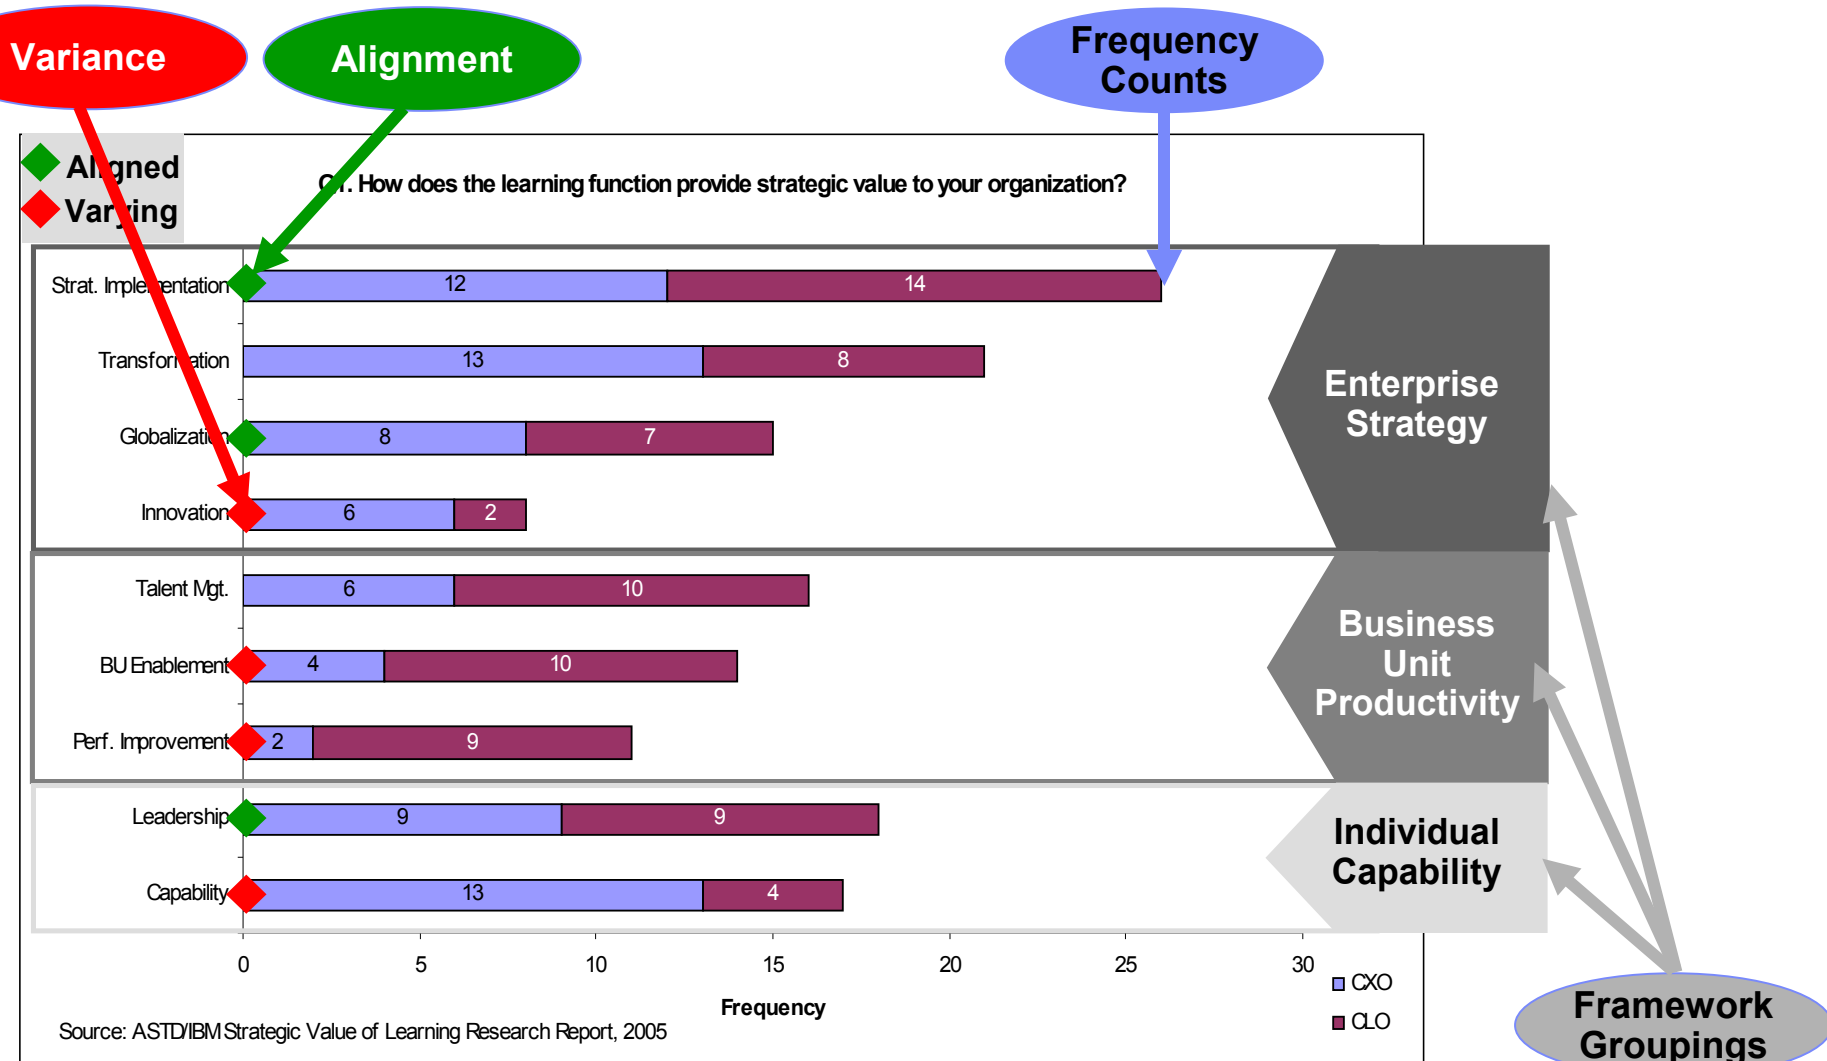 Variance
Alignment
Frequency
Counts
Aligned
Varying
Q1. How does the learning function provide strategic value to your organization?
Strat. Implementation
12
14
Transformation
13
8
Globalization
8
7
Innovation
6
2
Enterprise
Strategy
Talent Mgt.
6
10
BU Enablement
4
10
Perf. Improvement
2
9
Business
Unit
Productivity
Leadership
9
9
Capability
13
4
Individual
Capability
0
5
10
15
20
25
30
Frequency
CXO
CLO
Source: ASTD/IBM Strategic Value of Learning Research Report, 2005
Framework
Groupings